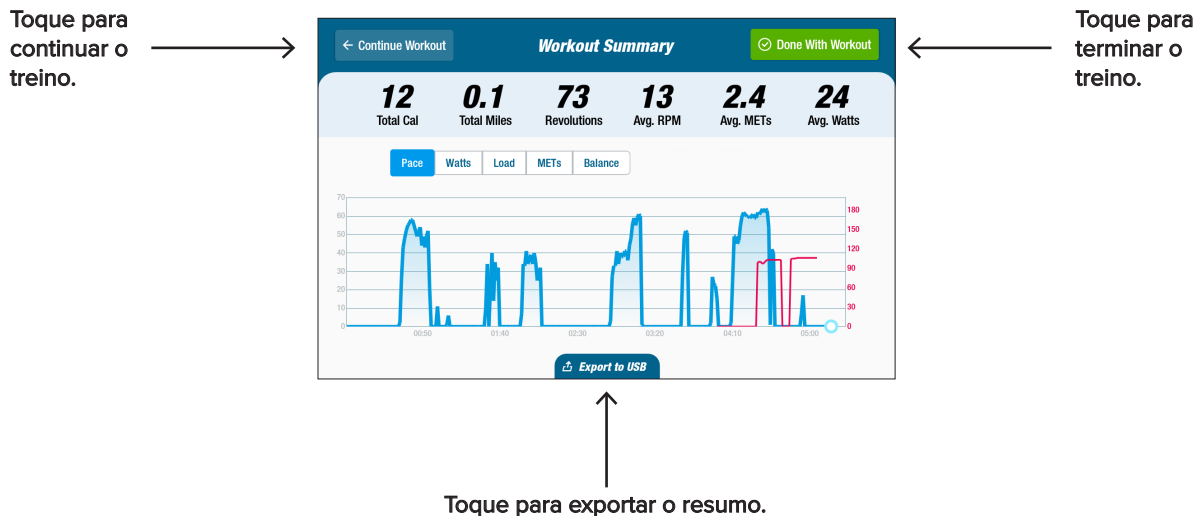 Toque para
continuar o
treino.
Continue Workout
Workout Summary
Done With Workout
Toque para
terminar o
treino.
12 0.1 73 13 2.4 24
Total Cal Total Miles Revolutions Avg. RPM Avg. METs Avg. Watts
Pace Watts Load METs Balance
70
60
50
40
30
20
10
0
180
150
120
90
60
30
0
00:50 01:40 02:30 03:20 04:10 05:00
Export to USB
Toque para exportar o resumo.